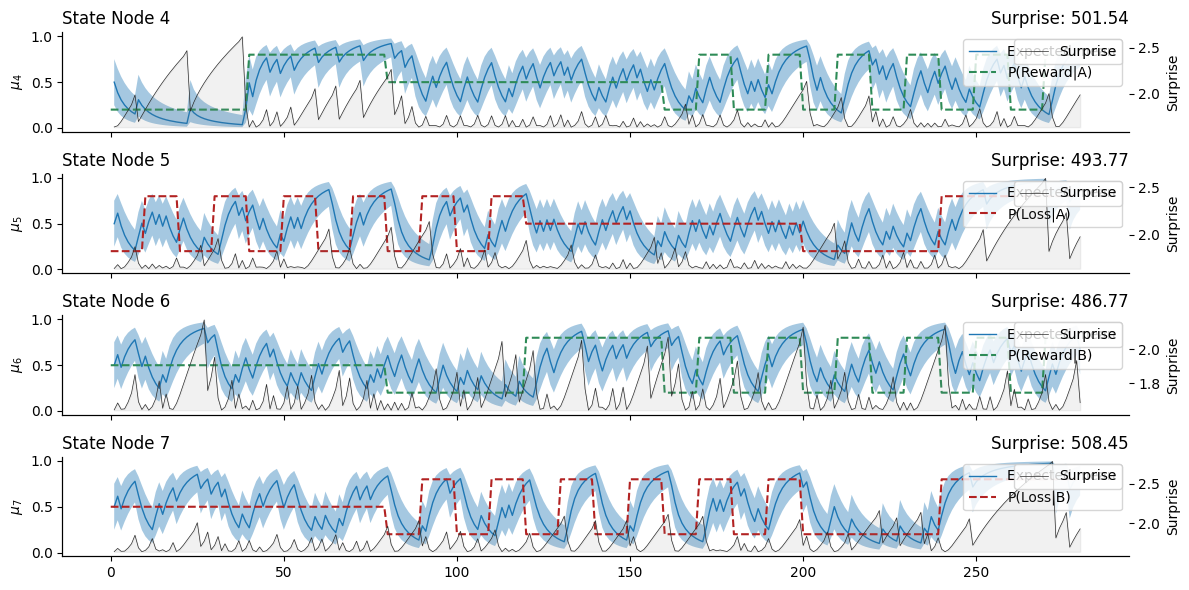 State Node 4 Surprise: 501.54
1.0
0.5
0.0
μ4
2.5
2.0
Surprise
Surprise
P(Reward|A)
State Node 5 Surprise: 493.77
1.0
0.5
0.0
μ5
2.5
2.0
Surprise
Surprise
P(Loss|A)
State Node 6 Surprise: 486.77
1.0
0.5
0.0
μ6
2.0
1.8
Surprise
Surprise
P(Reward|B)
State Node 7 Surprise: 508.45
1.0
0.5
0.0
μ7
2.5
2.0
Surprise
Surprise
P(Loss|B)
0 50 100 150 200 250